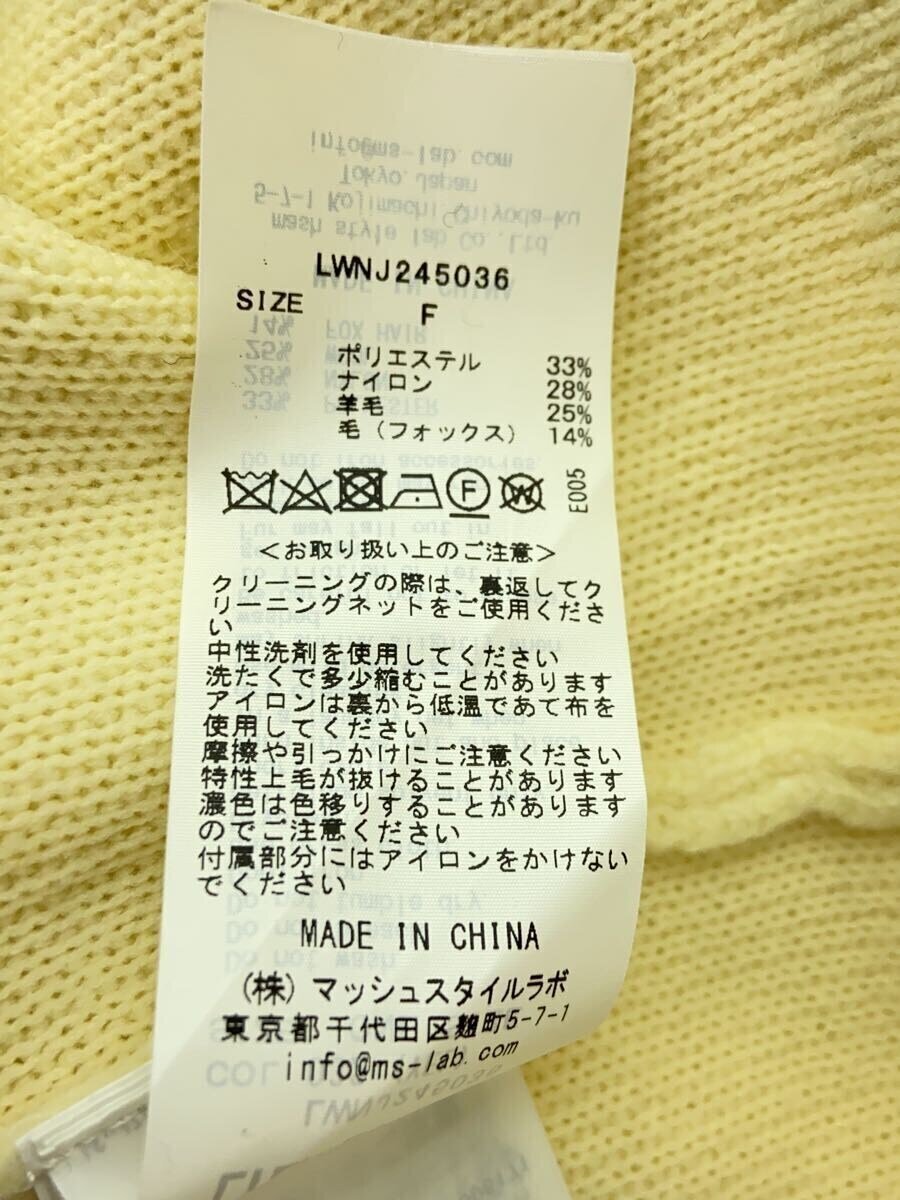 LWNJ245036
SIZE F
ポリエステル 33%
ナイロン 28%
羊毛 25%
毛（フォックス） 14%
F W E005
＜お取り扱い上のご注意＞
クリーニングの際は、裏返してク
リーニングネットをご使用くださ
い
中性洗剤を使用してください
洗たくで多少縮むことがあります
アイロンは裏から低温であて布を
使用してください
摩擦や引っかけにご注意ください
特性上毛が抜けることがあります
濃色は色移りすることがあります
のでご注意ください
付属部分にはアイロンをかけない
でください
MADE IN CHINA
（株）マッシュスタイルラボ
東京都千代田区麹町5-7-1
info@ms-lab.com